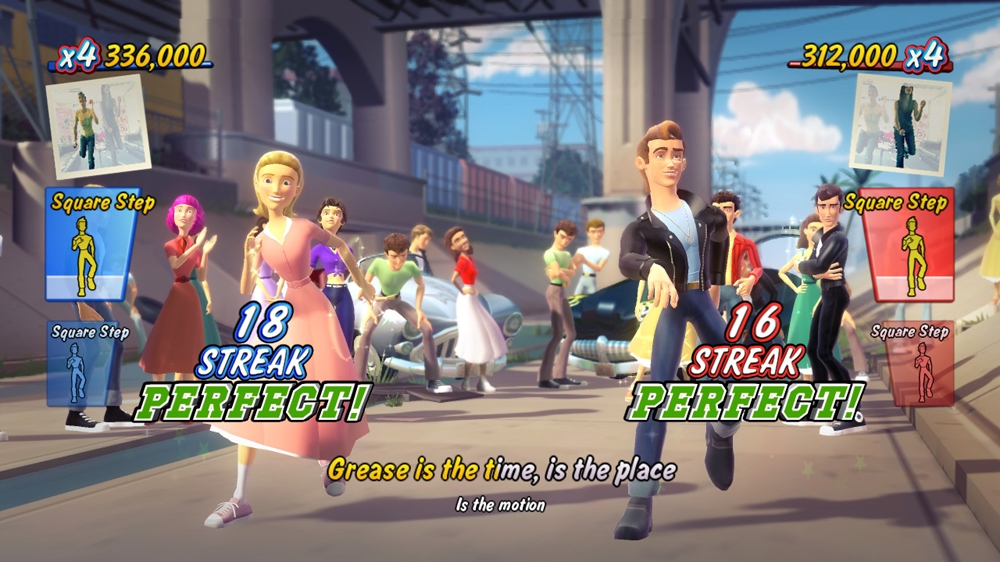 x4 336,000
312,000 x4
Square Step
Square Step
Square Step
Square Step
18
STREAK
PERFECT!
16
STREAK
PERFECT!
Grease is the time, is the place
Is the motion